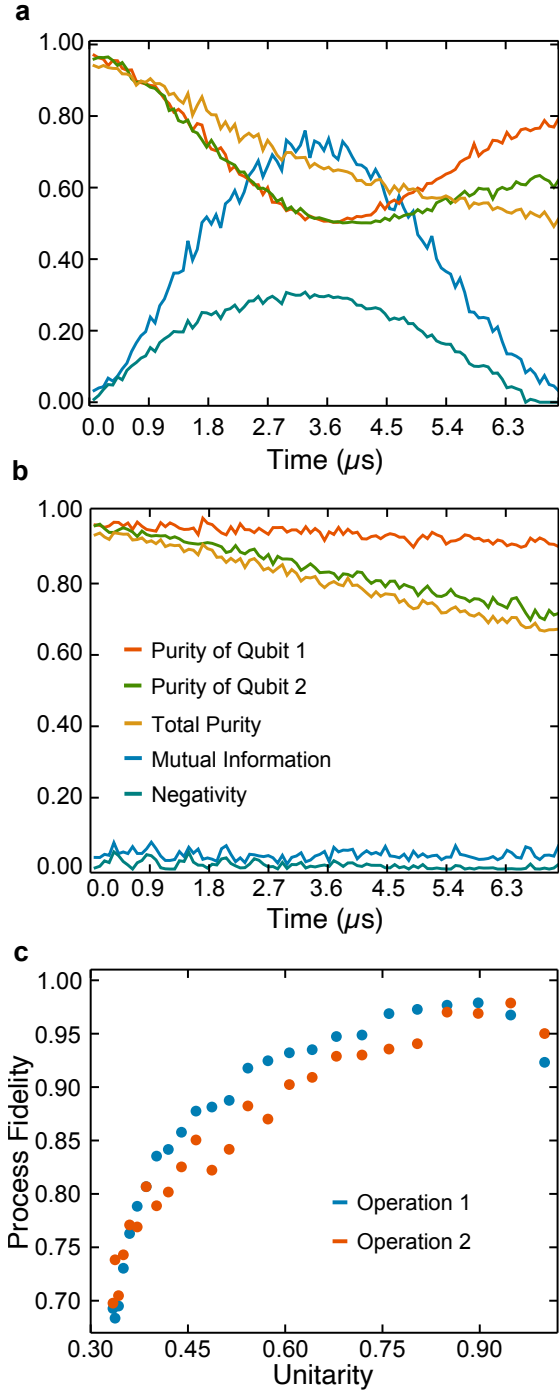 a
1.00
0.80
0.60
0.40
0.20
0.00
0.0 0.9 1.8 2.7 3.6 4.5 5.4 6.3
Time (μs)
b
1.00
0.80
0.60
0.40
0.20
0.00
Purity of Qubit 1
Purity of Qubit 2
Total Purity
Mutual Information
Negativity
0.0 0.9 1.8 2.7 3.6 4.5 5.4 6.3
Time (μs)
c
Process Fidelity
1.00
0.95
0.90
0.85
0.80
0.75
0.70
Operation 1
Operation 2
0.30 0.45 0.60 0.75 0.90
Unitarity